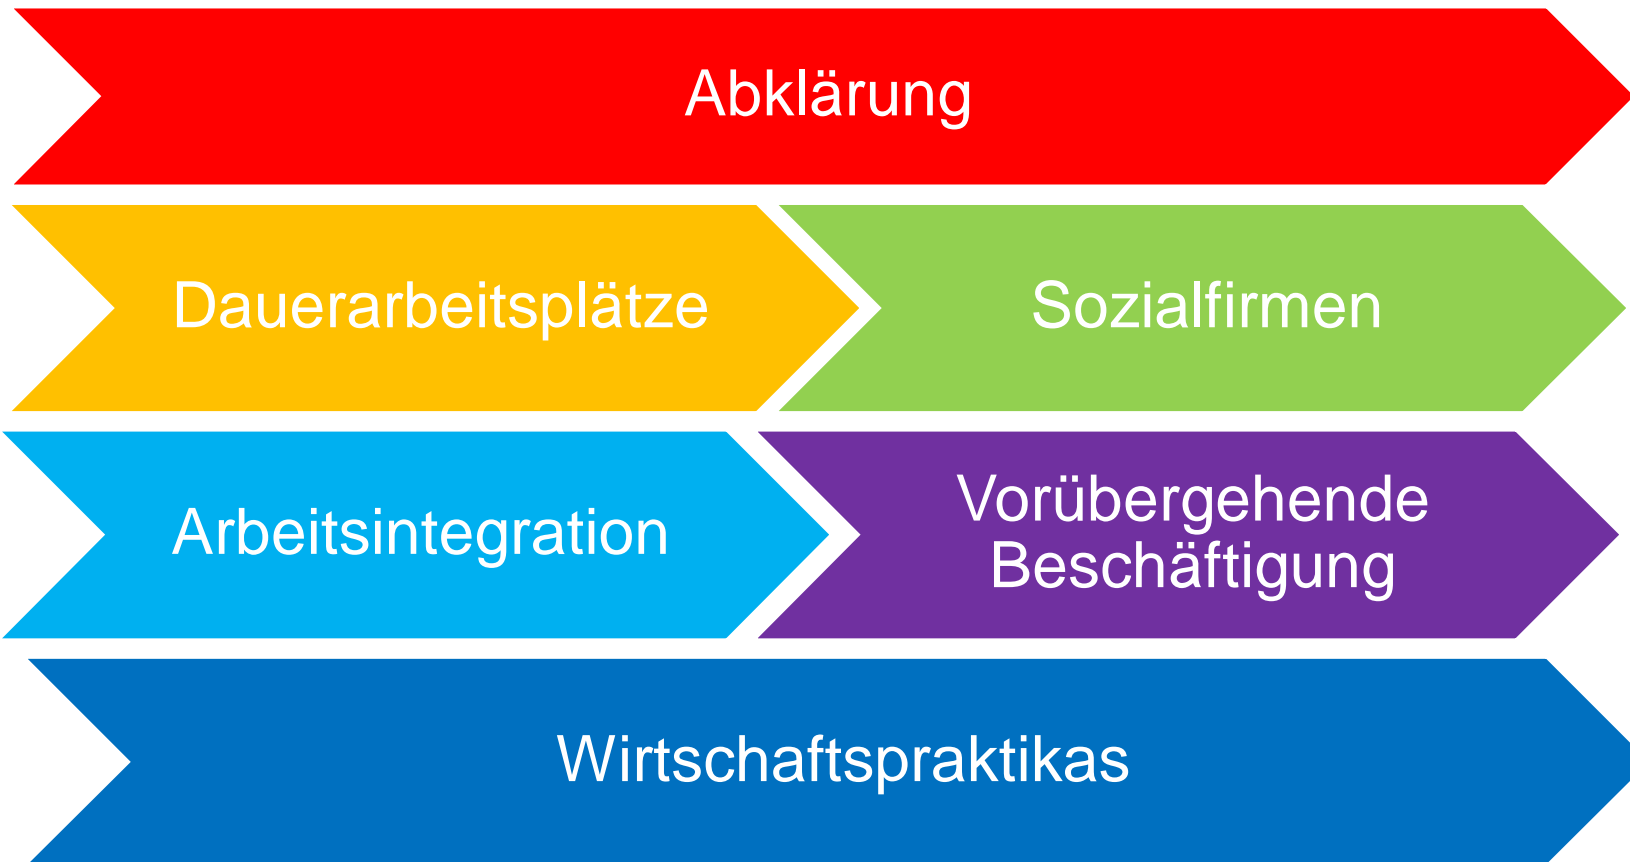 Abklärung
Dauerarbeitsplätze
Sozialfirmen
Arbeitsintegration
Vorübergehende
Beschäftigung
Wirtschaftspraktikas